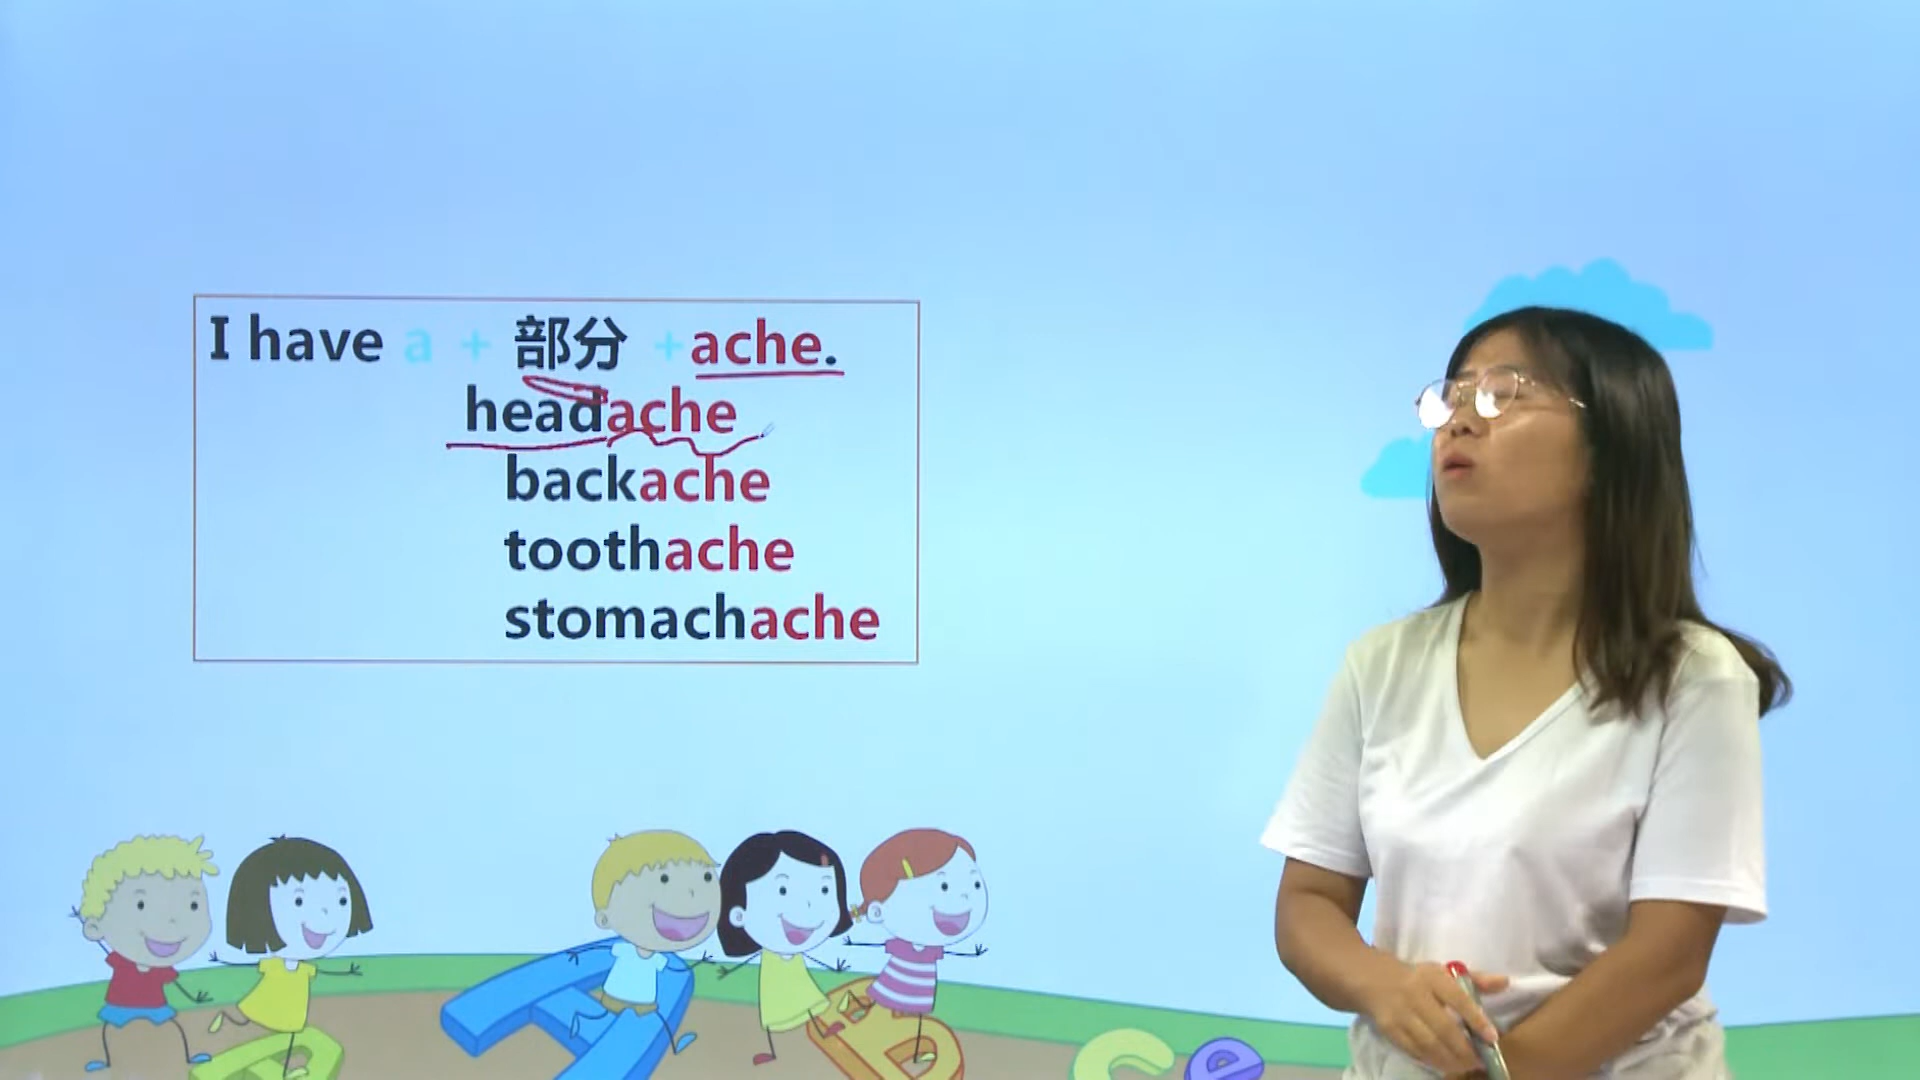 I have a + 部分 +ache.
headache
backache
toothache
stomachache